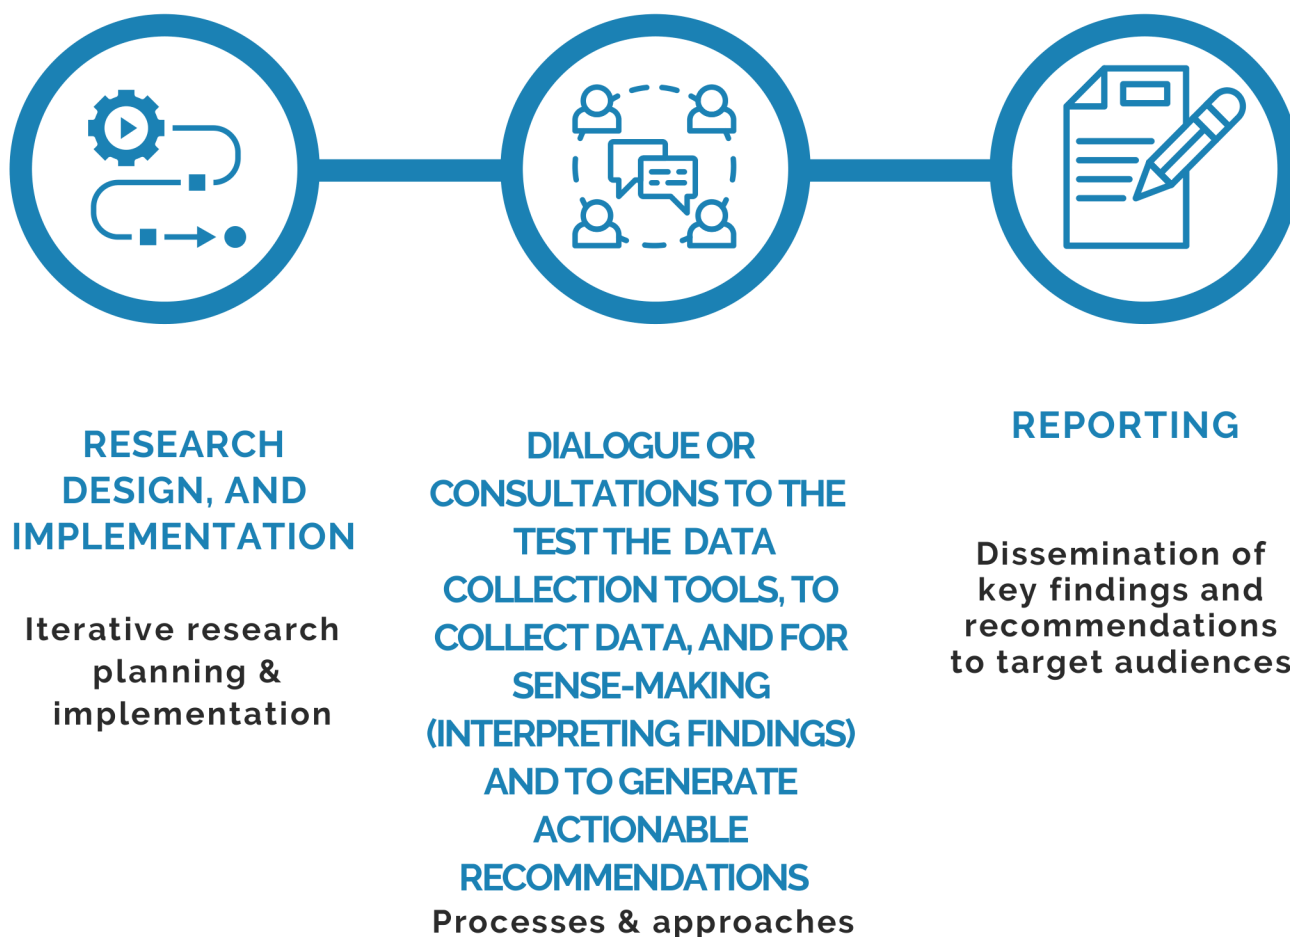 RESEARCH
DESIGN, AND
IMPLEMENTATION
Iterative research
planning &
implementation
DIALOGUE OR
CONSULTATIONS TO THE
TEST THE DATA
COLLECTION TOOLS, TO
COLLECT DATA, AND FOR
SENSE-MAKING
(INTERPRETING FINDINGS)
AND TO GENERATE
ACTIONABLE
RECOMMENDATIONS
Processes & approaches
REPORTING
Dissemination of
key findings and
recommendations
to target audiences